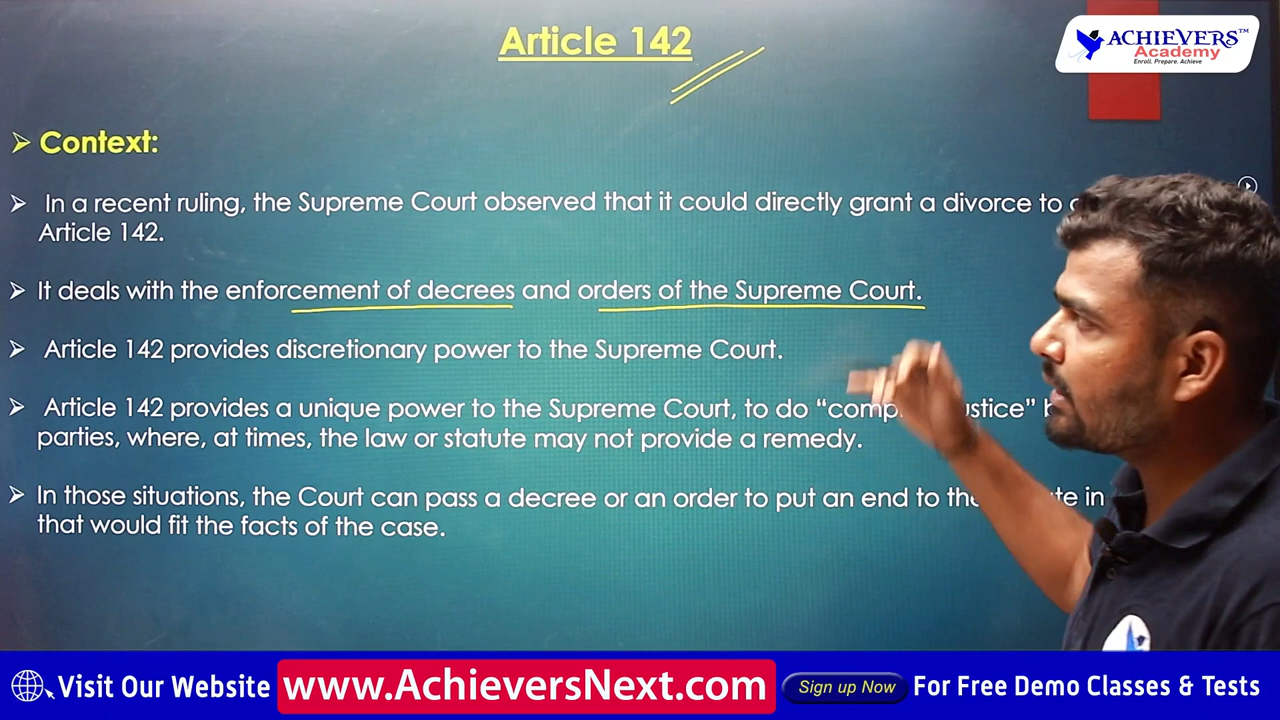 Article 142
ACHIEVERS™
Academy
Enroll. Prepare. Achieve
➢ Context:
➢ In a recent ruling, the Supreme Court observed that it could directly grant a divorce to
Article 142.
➢ It deals with the enforcement of decrees and orders of the Supreme Court.
➢ Article 142 provides discretionary power to the Supreme Court.
➢ Article 142 provides a unique power to the Supreme Court, to do “comp ustice”
parties, where, at times, the law or statute may not provide a remedy.
➢ In those situations, the Court can pass a decree or an order to put an end to the te in
that would fit the facts of the case.
Visit Our Website www.AchieversNext.com Sign up Now For Free Demo Classes & Tests